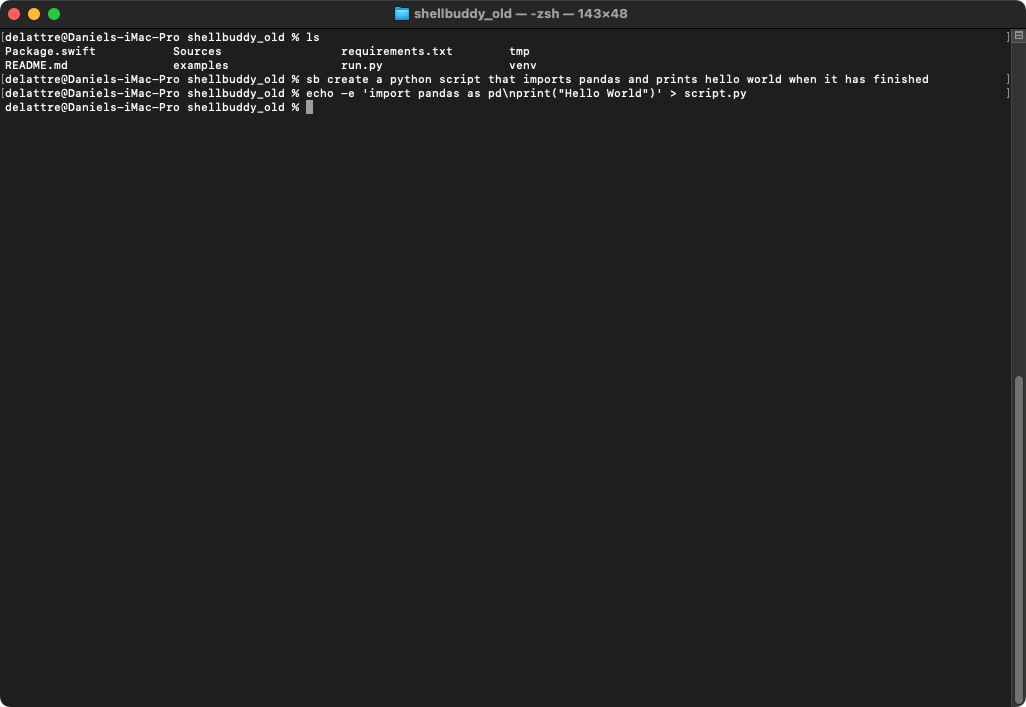 shellbuddy_old — -zsh — 143×48
[delattre@Daniels-iMac-Pro shellbuddy_old % ls ]
Package.swift Sources requirements.txt tmp
README.md examples run.py venv
[delattre@Daniels-iMac-Pro shellbuddy_old % sb create a python script that imports pandas and prints hello world when it has finished ]
[delattre@Daniels-iMac-Pro shellbuddy_old % echo -e 'import pandas as pd\nprint("Hello World")' > script.py ]
delattre@Daniels-iMac-Pro shellbuddy_old %